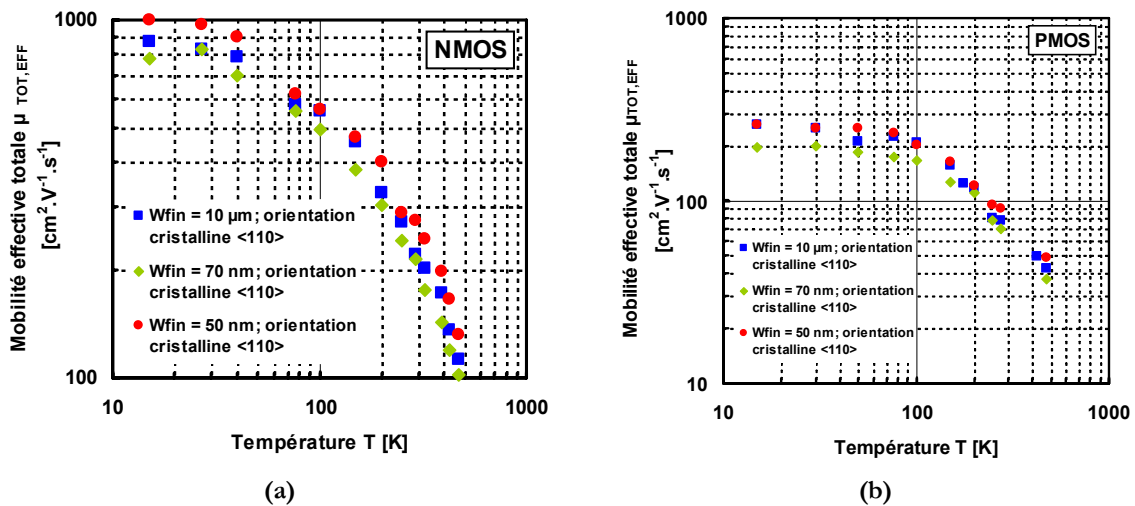 Mobilité effective totale µ TOT,EFF
[cm² V⁻¹.s⁻¹]
1000
100
NMOS
Wfin = 10 µm; orientation
cristalline <110>
Wfin = 70 nm; orientation
cristalline <110>
Wfin = 50 nm; orientation
cristalline <110>
10
100
1000
Température T [K]
(a)
Mobilité effective totale µTOT,EFF
[cm² V⁻¹.s⁻¹]
1000
100
10
PMOS
Wfin = 10 µm; orientation
cristalline <110>
Wfin = 70 nm; orientation
cristalline <110>
Wfin = 50 nm; orientation
cristalline <110>
10
100
1000
Température T [K]
(b)